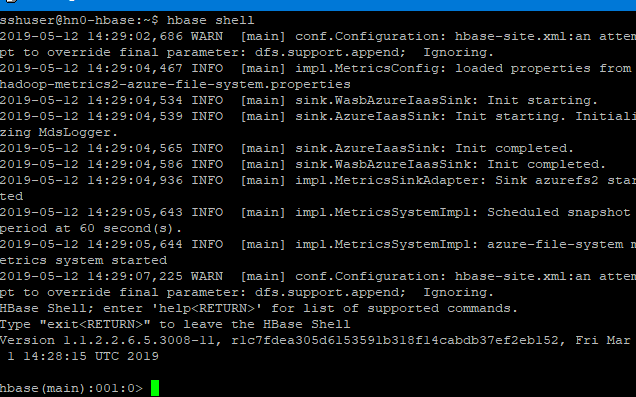 sshuser@hn0-hbase:~$ hbase shell
2019-05-12 14:29:02,686 WARN  [main] conf.Configuration: hbase-site.xml:an attem
pt to override final parameter: dfs.support.append;  Ignoring.
2019-05-12 14:29:04,467 INFO  [main] impl.MetricsConfig: loaded properties from
hadoop-metrics2-azure-file-system.properties
2019-05-12 14:29:04,534 INFO  [main] sink.WasbAzureIaasSink: Init starting.
2019-05-12 14:29:04,539 INFO  [main] sink.AzureIaasSink: Init starting. Initiali
zing MdsLogger.
2019-05-12 14:29:04,565 INFO  [main] sink.AzureIaasSink: Init completed.
2019-05-12 14:29:04,586 INFO  [main] sink.WasbAzureIaasSink: Init completed.
2019-05-12 14:29:04,936 INFO  [main] impl.MetricsSinkAdapter: Sink azurefs2 star
ted
2019-05-12 14:29:05,643 INFO  [main] impl.MetricsSystemImpl: Scheduled snapshot
period at 60 second(s).
2019-05-12 14:29:05,644 INFO  [main] impl.MetricsSystemImpl: azure-file-system m
etrics system started
2019-05-12 14:29:07,225 WARN  [main] conf.Configuration: hbase-site.xml:an attem
pt to override final parameter: dfs.support.append;  Ignoring.
HBase Shell; enter 'help<RETURN>' for list of supported commands.
Type "exit<RETURN>" to leave the HBase Shell
Version 1.1.2.2.6.5.3008-11, r1c7fdea305d6153591b318f14cabdb37ef2eb152, Fri Mar
 1 14:28:15 UTC 2019
hbase(main):001:0>